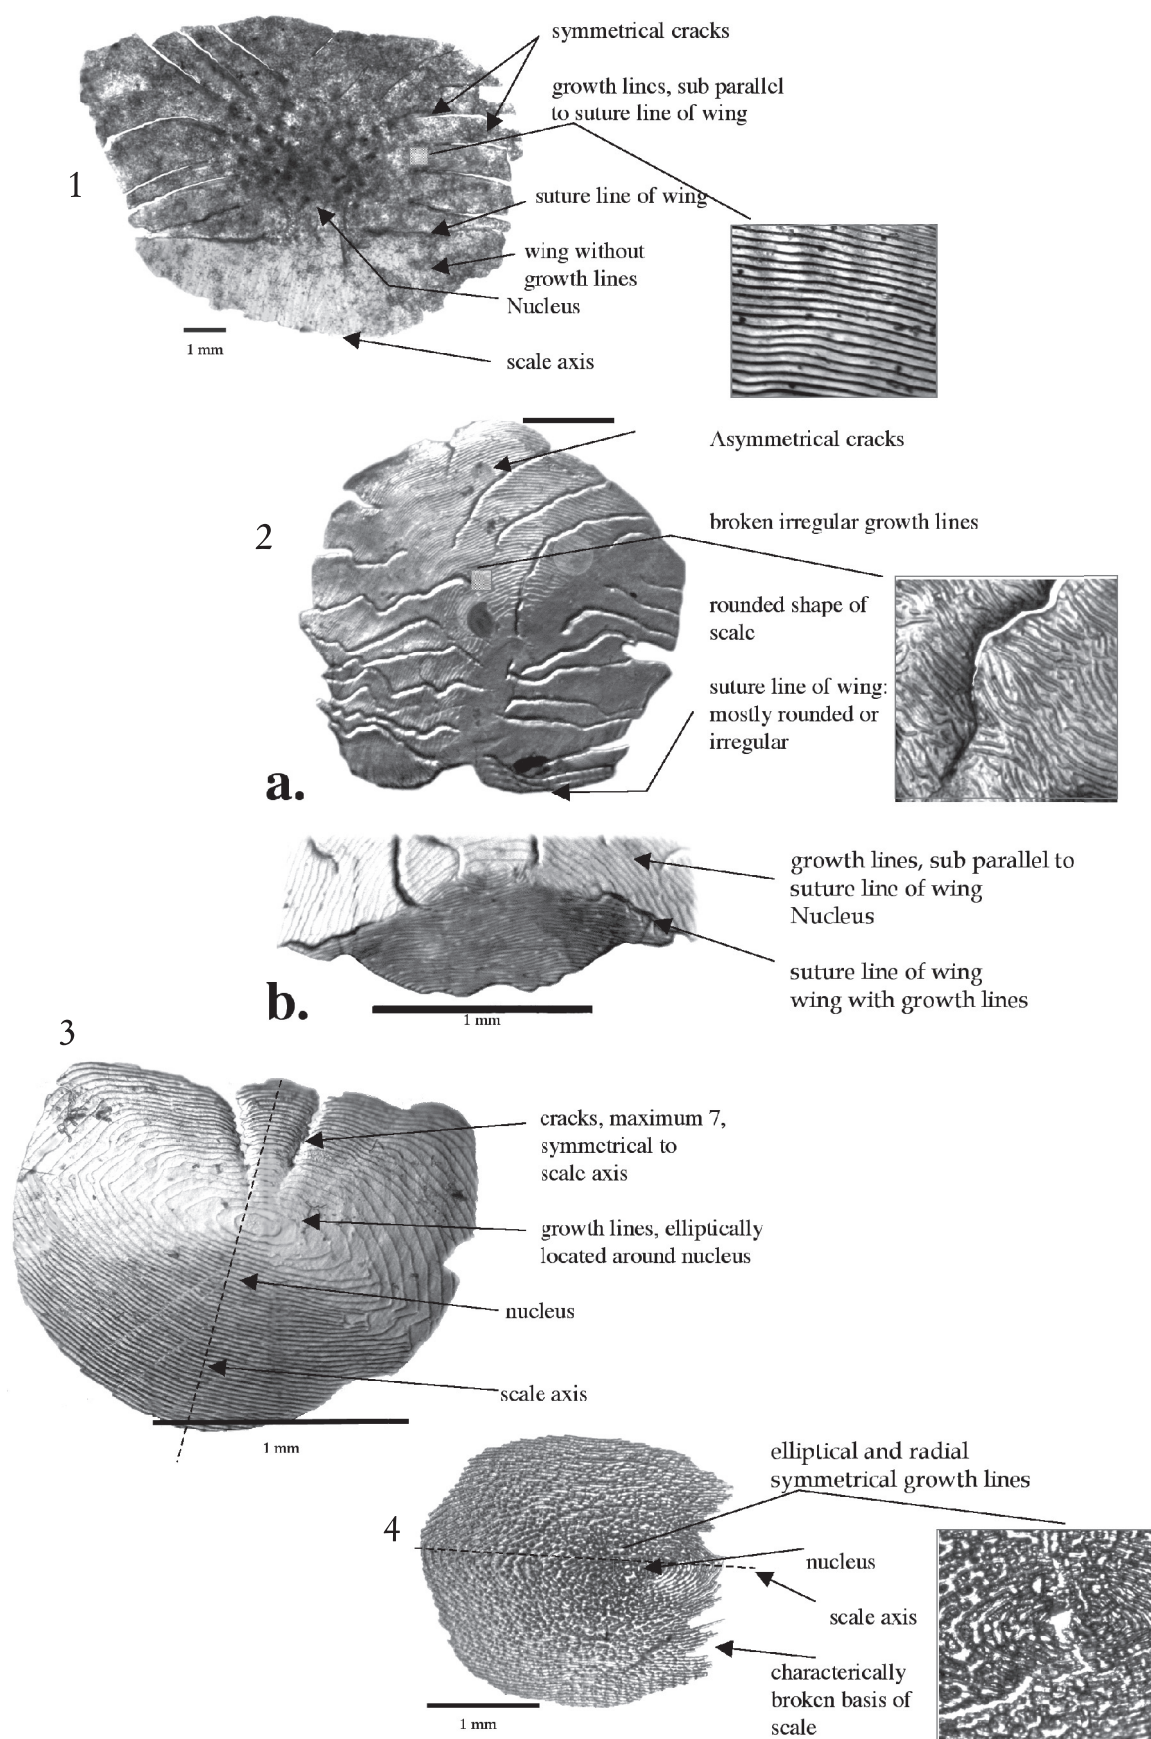 symmetrical cracks
growth lines, sub parallel
to suture line of wing
1
suture line of wing
wing without
growth lines
Nucleus
1 mm
scale axis
Asymmetrical cracks
2
broken irregular growth lines
rounded shape of
scale
suture line of wing:
mostly rounded or
irregular
a.
growth lines, sub parallel to
suture line of wing
Nucleus
suture line of wing
wing with growth lines
b.
1 mm
3
cracks, maximum 7,
symmetrical to
scale axis
growth lines, elliptically
located around nucleus
nucleus
scale axis
1 mm
elliptical and radial
symmetrical growth lines
4
nucleus
scale axis
characterically
broken basis of
scale
1 mm